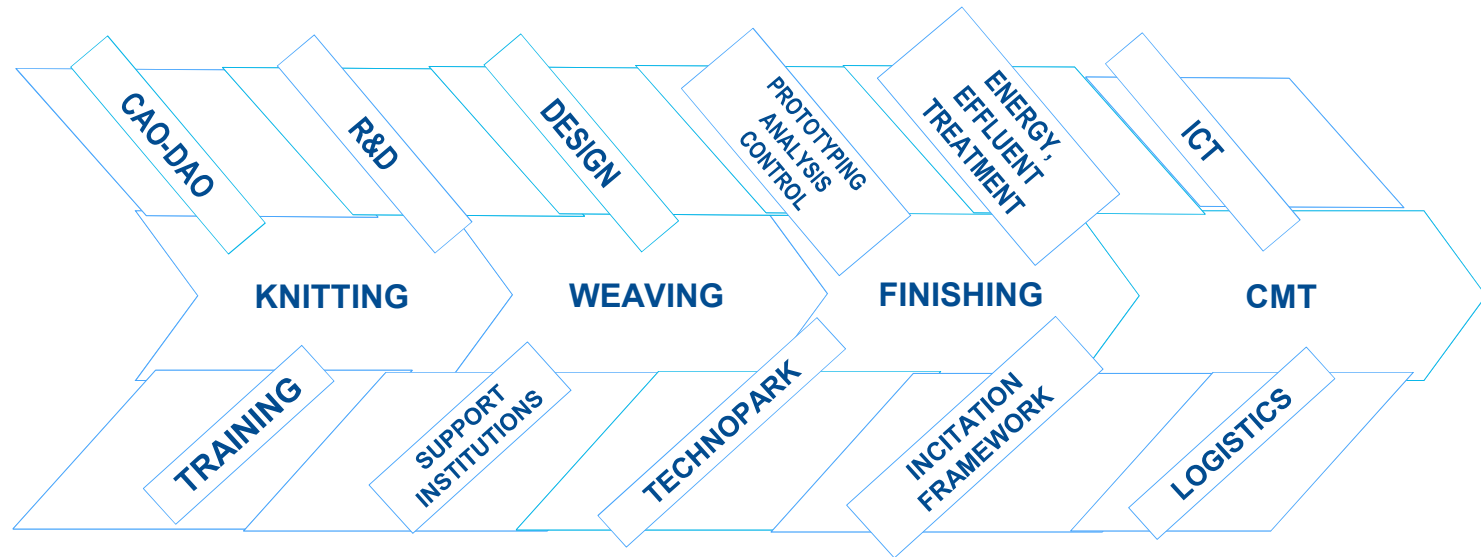 CAO-DAO
R&D
DESIGN
PROTOTYPING
ANALYSIS
CONTROL
ENERGY,
EFFLUENT
TREATMENT
ICT
KNITTING
WEAVING
FINISHING
CMT
TRAINING
SUPPORT
INSTITUTIONS
TECHNOPARK
INCITATION
FRAMEWORK
LOGISTICS